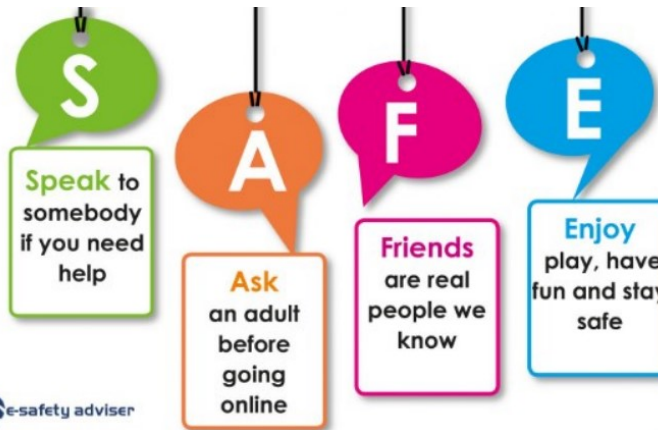 S
Speak to
somebody
if you need
help
A
Ask
an adult
before
going
online
F
Friends
are real
people we
know
E
Enjoy
play, have
fun and stay
safe
e-safety adviser